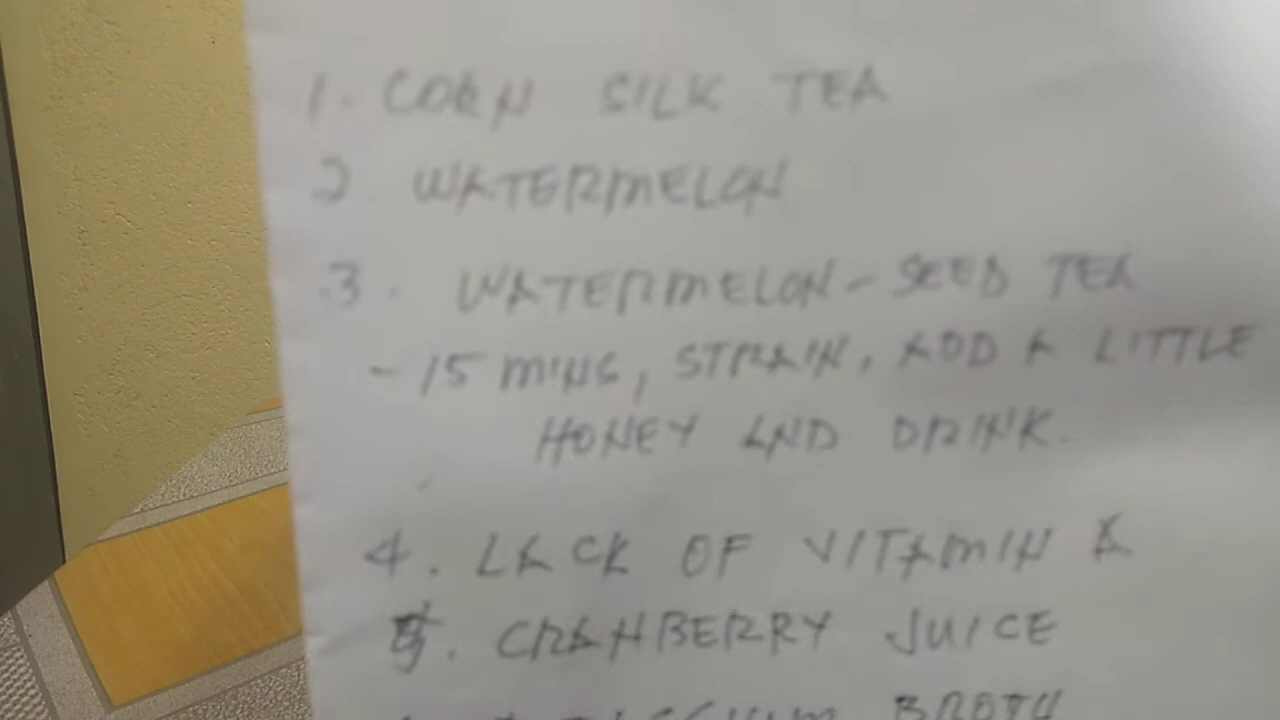 1. CORN SILK TEA
2. WATERMELON
3. WATERMELON-SEED TEA
- 15 MINS, STRAIN, ADD A LITTLE
HONEY AND DRINK.
4. LACK OF VITAMIN A
5. CRANBERRY JUICE
BROTH